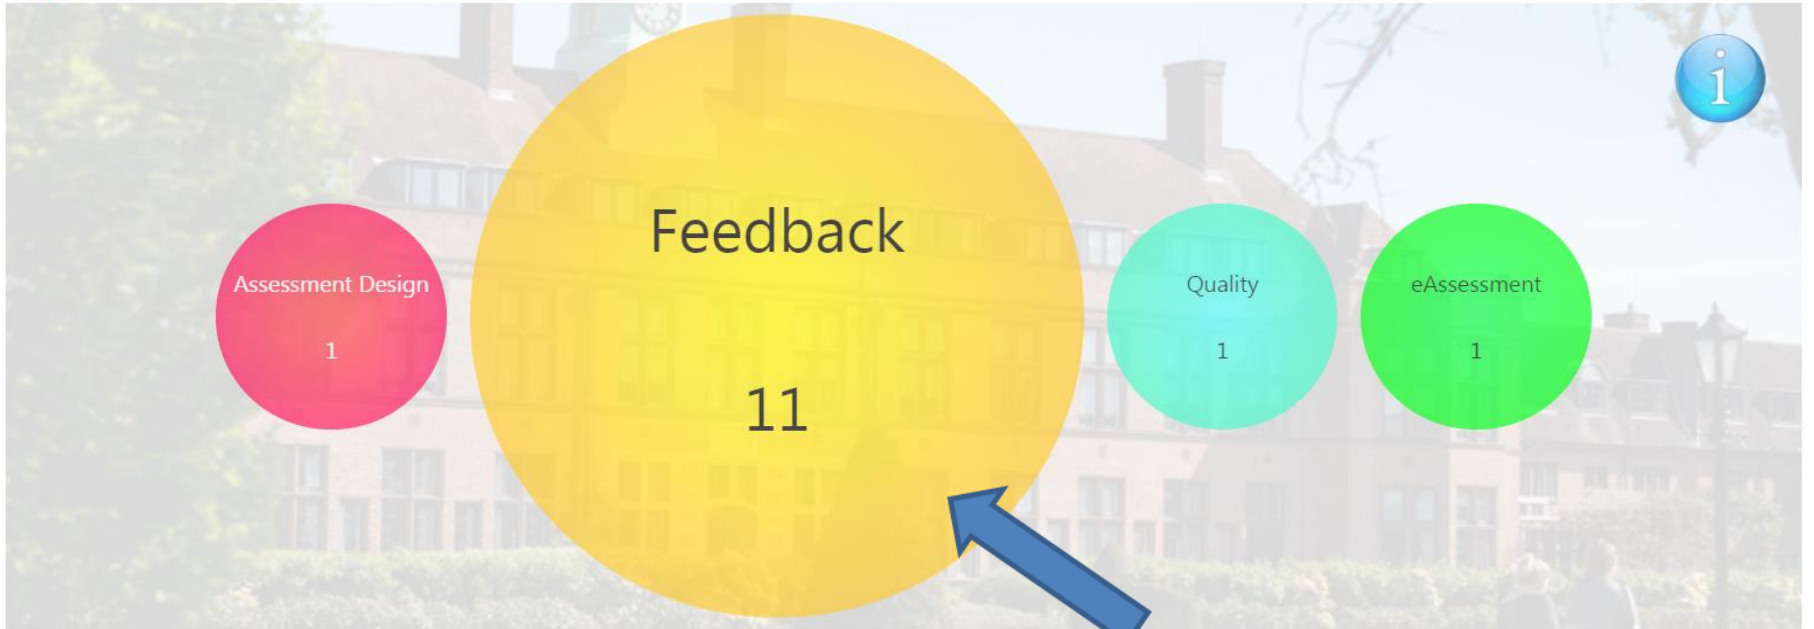 Assessment Design
1
Feedback
11
Quality
1
eAssessment
1
i